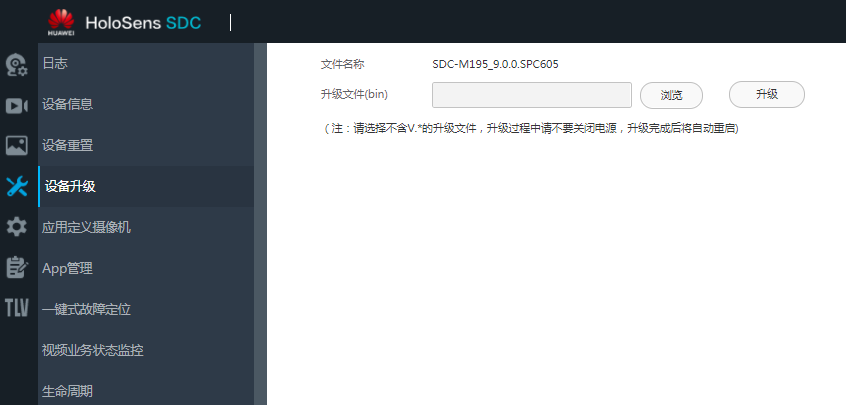 HUAWEI
HoloSens SDC
日志
设备信息
设备重置
设备升级
应用定义摄像机
App管理
一键式故障定位
视频业务状态监控
生命周期
TLV
文件名称 SDC-M195_9.0.0.SPC605
升级文件(bin) 浏览 升级
(注：请选择不含V.*的升级文件，升级过程中请不要关闭电源，升级完成后将自动重启)